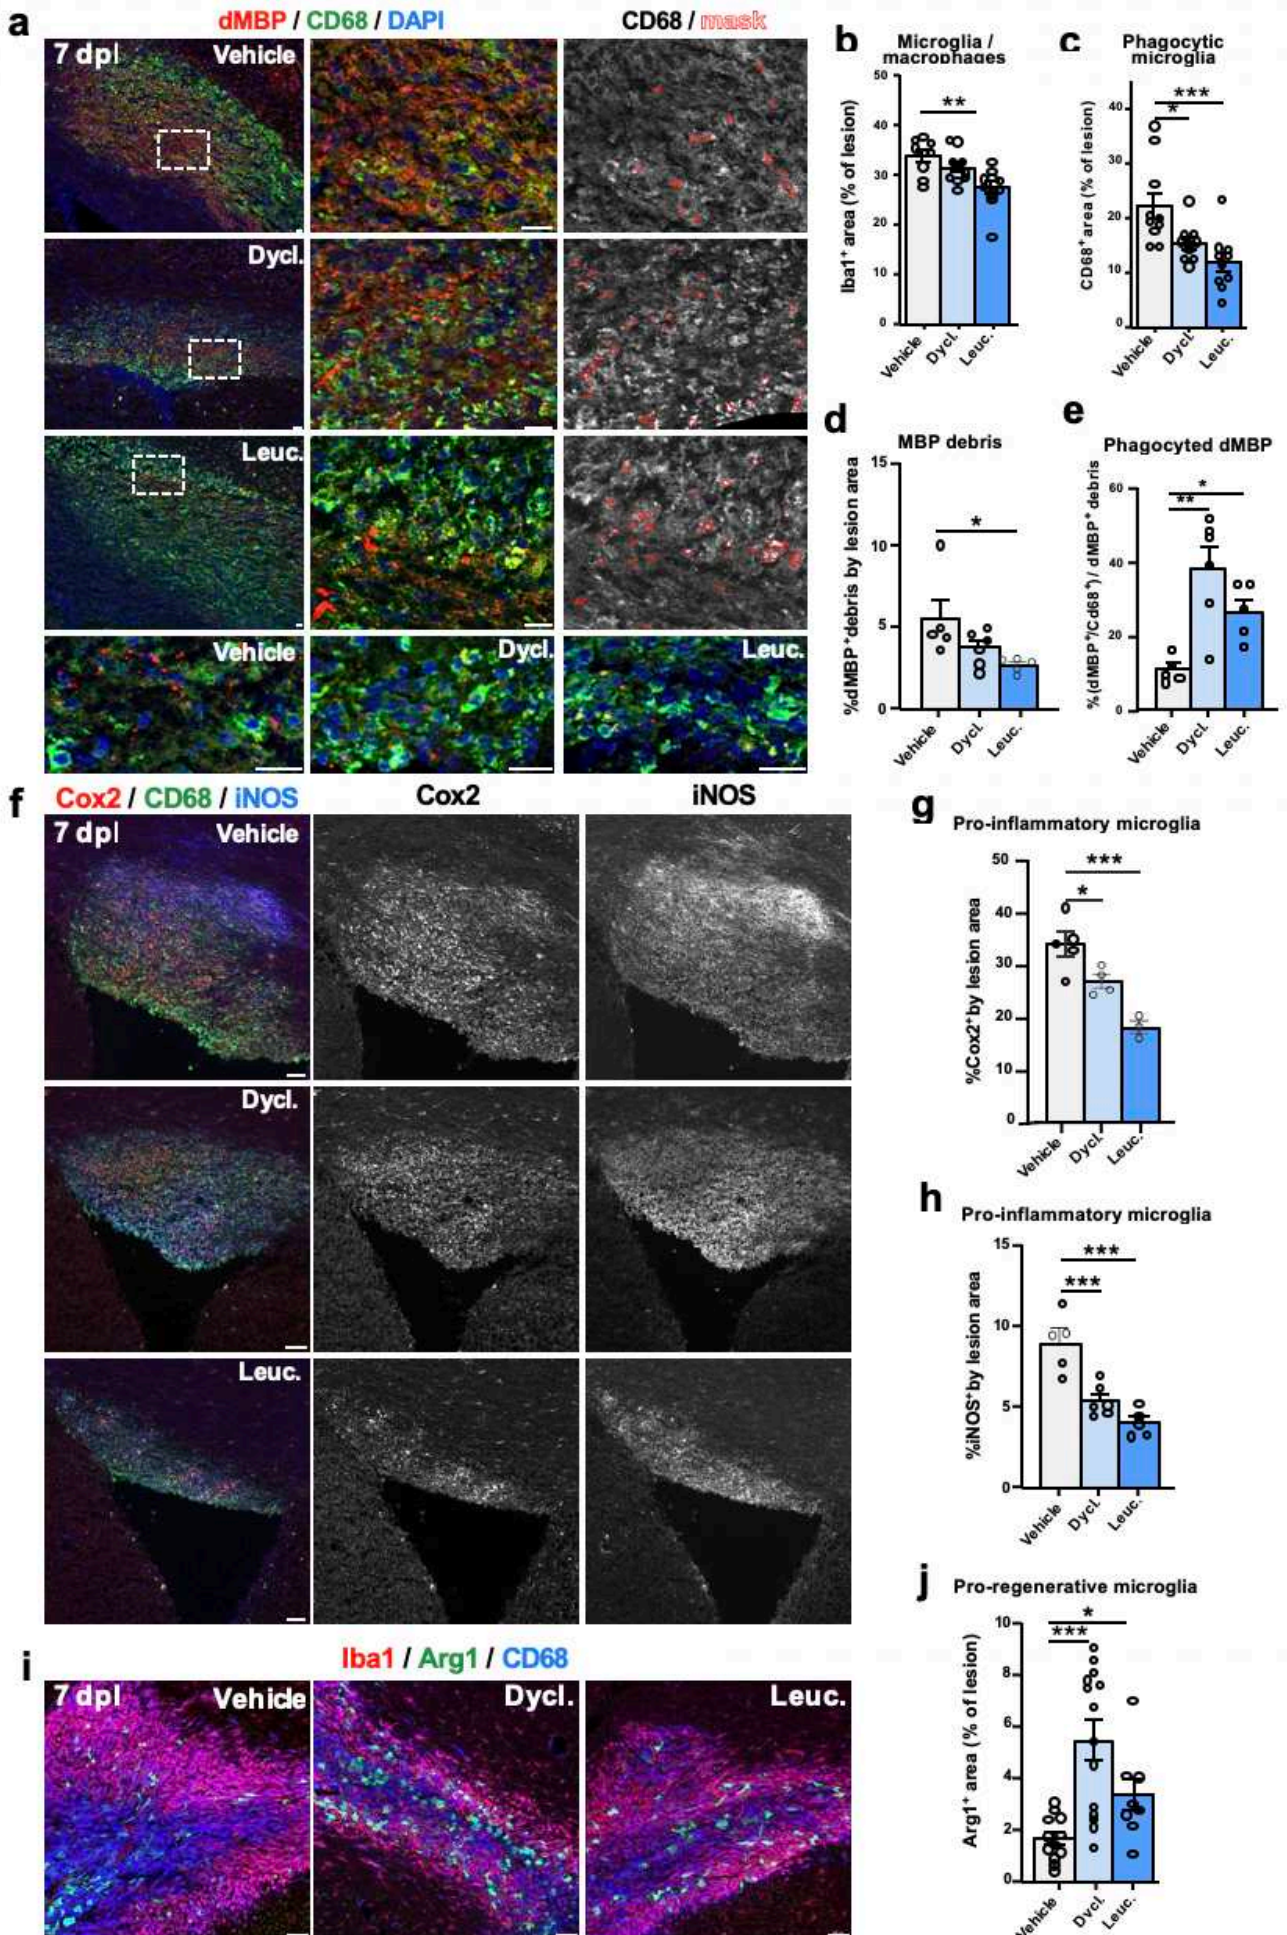 a
dMBP / CD68 / DAPI
CD68 / mask
7 dpl
Vehicle
Dycl.
Leuc.
Vehicle
Dycl.
Leuc.
b
Microglia /
macrophages
Iba1⁺ area (% of lesion)
50
40
30
20
10
0
**
Vehicle
Dycl.
Leuc.
c
Phagocytic
microglia
CD68⁺ area (% of lesion)
40
30
20
10
0
***
*
Vehicle
Dycl.
Leuc.
d
MBP debris
%dMBP⁺debris by lesion area
15
10
5
0
*
Vehicle
Dycl.
Leuc.
e
Phagocyted dMBP
%(dMBP⁺/Cd68⁺) / dMBP⁺ debris
60
40
20
0
*
**
Vehicle
Dycl.
Leuc.
f
Cox2 / CD68 / iNOS
Cox2
iNOS
7 dpl
Vehicle
Dycl.
Leuc.
g
Pro-inflammatory microglia
%Cox2⁺by lesion area
50
40
30
20
10
0
***
*
Vehicle
Dycl.
Leuc.
h
Pro-inflammatory microglia
%iNOS⁺by lesion area
15
10
5
0
***
***
Vehicle
Dycl.
Leuc.
i
Iba1 / Arg1 / CD68
7 dpl
Vehicle
Dycl.
Leuc.
j
Pro-regenerative microglia
Arg1⁺ area (% of lesion)
10
8
6
4
2
0
*
***
Vehicle
Dycl.
Leuc.